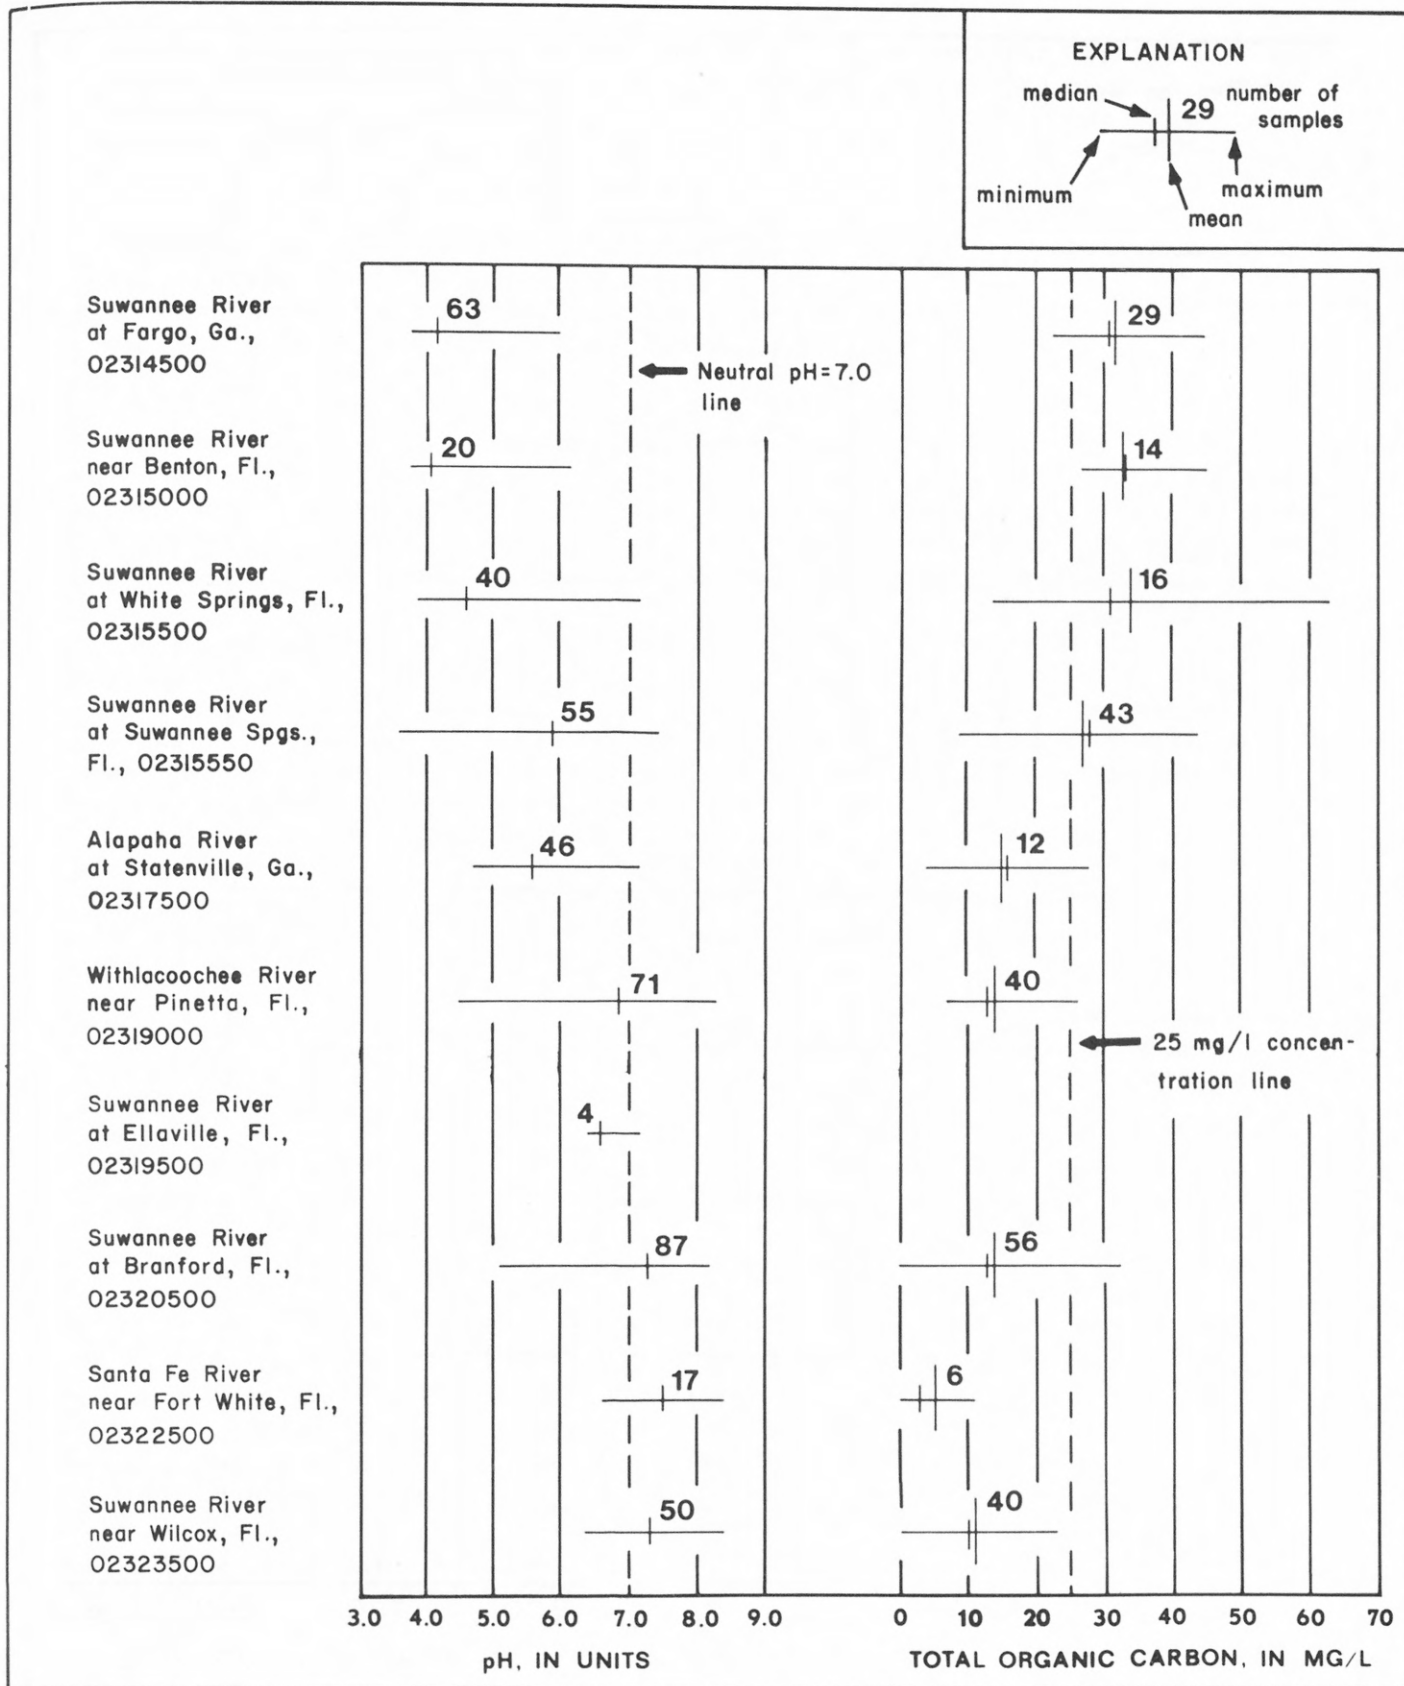 EXPLANATION
median
29
number of
samples
minimum
maximum
mean
Suwannee River
at Fargo, Ga.,
02314500
63
29
Neutral pH=7.0
line
Suwannee River
near Benton, Fl.,
02315000
20
14
Suwannee River
at White Springs, Fl.,
02315500
40
16
Suwannee River
at Suwannee Spgs.,
Fl., 02315550
55
43
Alapaha River
at Statenville, Ga.,
02317500
46
12
Withlacoochee River
near Pinetta, Fl.,
02319000
71
40
25 mg/l concen-
tration line
Suwannee River
at Ellaville, Fl.,
02319500
4
Suwannee River
at Branford, Fl.,
02320500
87
56
Santa Fe River
near Fort White, Fl.,
02322500
17
6
Suwannee River
near Wilcox, Fl.,
02323500
50
40
3.0 4.0 5.0 6.0 7.0 8.0 9.0
0 10 20 30 40 50 60 70
pH, IN UNITS
TOTAL ORGANIC CARBON, IN MG/L